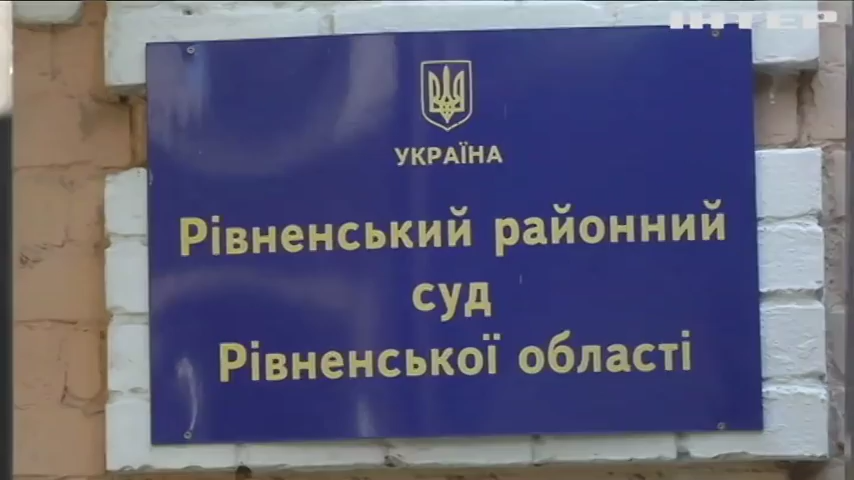 ІНТЕР
УКРАЇНА
Рівненський районний
суд
Рівненської області